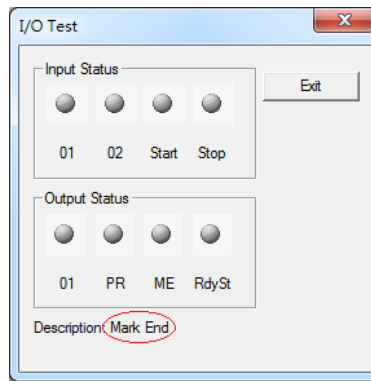 I/O Test
Input Status
Exit
01 02 Start Stop
Output Status
01 PR ME RdySt
Description: Mark End